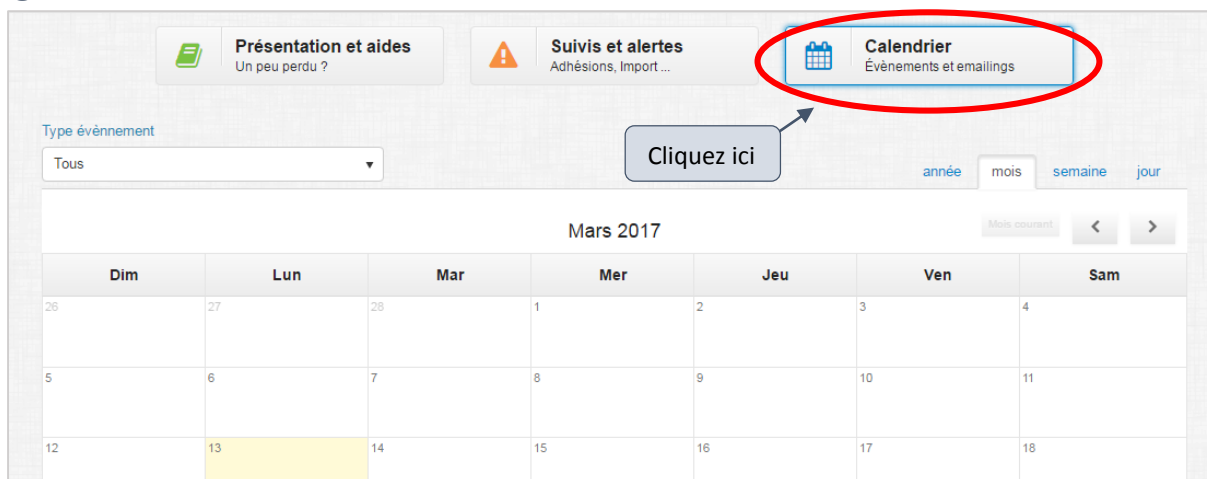 Présentation et aides
Un peu perdu ?
Suivis et alertes
Adhésions, Import ...
Calendrier
Évènements et emailings
Type évènnement
Tous
Cliquez ici
année mois semaine jour
Mars 2017
Mois courant
Dim Lun Mar Mer Jeu Ven Sam
26 27 28 1 2 3 4
5 6 7 8 9 10 11
12 13 14 15 16 17 18